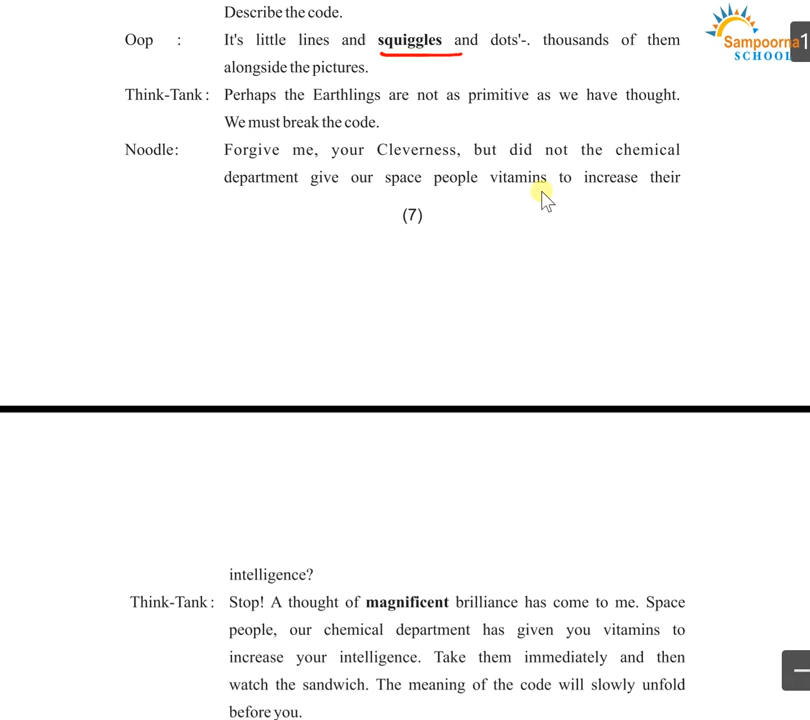 Describe the code.
Oop : It's little lines and squiggles and dots'-. thousands of them
alongside the pictures.
Think-Tank : Perhaps the Earthlings are not as primitive as we have thought.
We must break the code.
Noodle: Forgive me, your Cleverness, but did not the chemical
department give our space people vitamins to increase their
(7)
intelligence?
Think-Tank : Stop! A thought of magnificent brilliance has come to me. Space
people, our chemical department has given you vitamins to
increase your intelligence. Take them immediately and then
watch the sandwich. The meaning of the code will slowly unfold
before you.
Sampoorna
SCHOOL
1